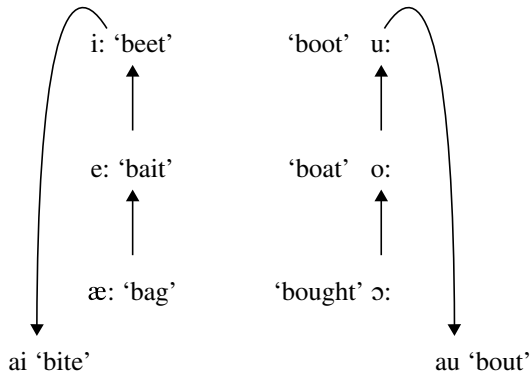 i: ‘beet’ ‘boot’ u:
e: ‘bait’ ‘boat’ o:
æ: ‘bag’ ‘bought’ ɔ:
ai ‘bite’ au ‘bout’